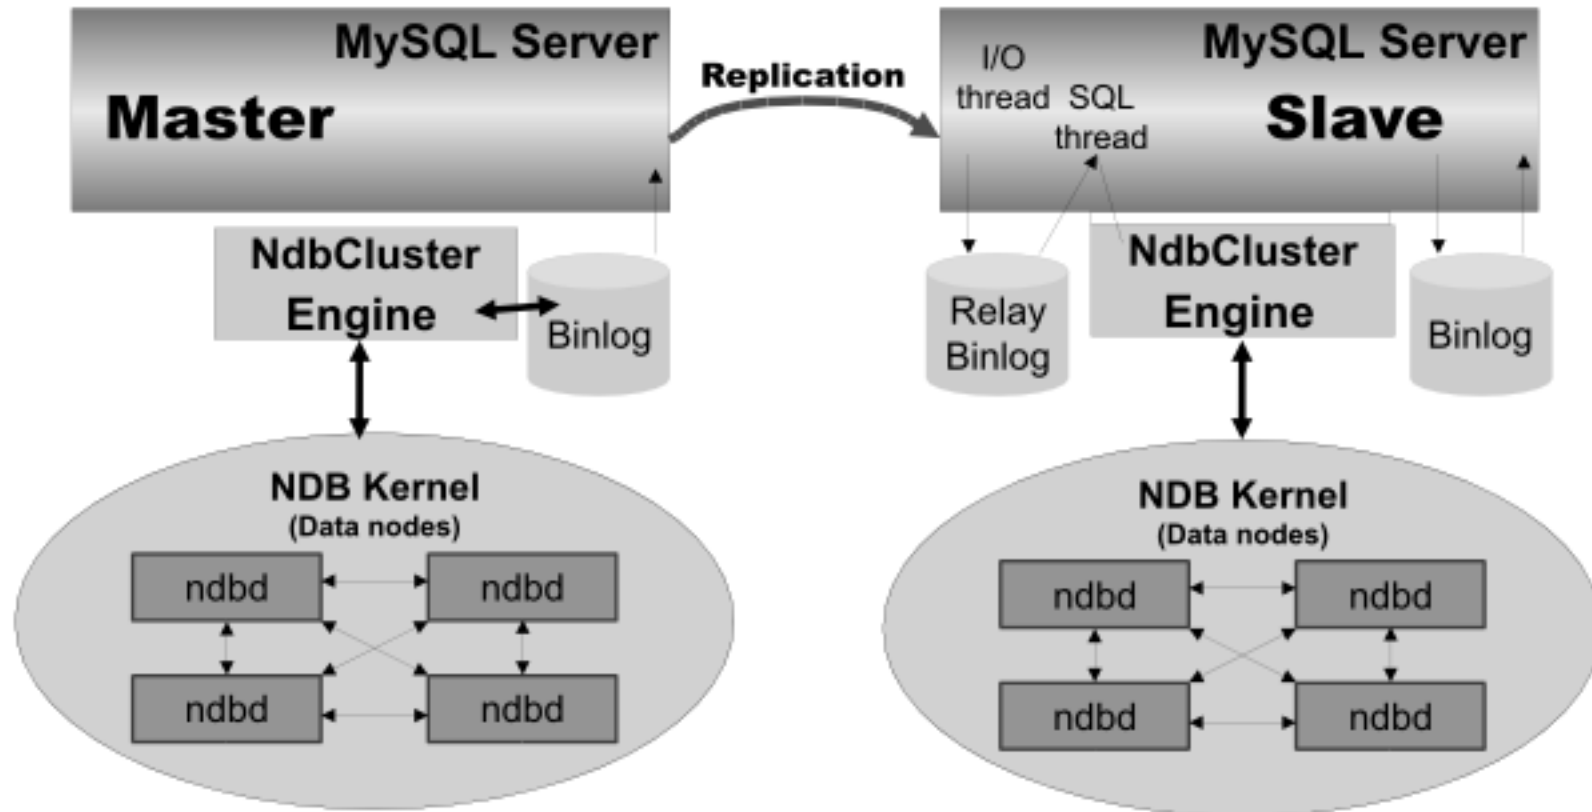 MySQL Server
Master
Replication
MySQL Server
I/O
thread
SQL
thread
Slave
NdbCluster
Engine
Binlog
Relay
Binlog
NdbCluster
Engine
Binlog
NDB Kernel
(Data nodes)
ndbd
ndbd
ndbd
ndbd
NDB Kernel
(Data nodes)
ndbd
ndbd
ndbd
ndbd